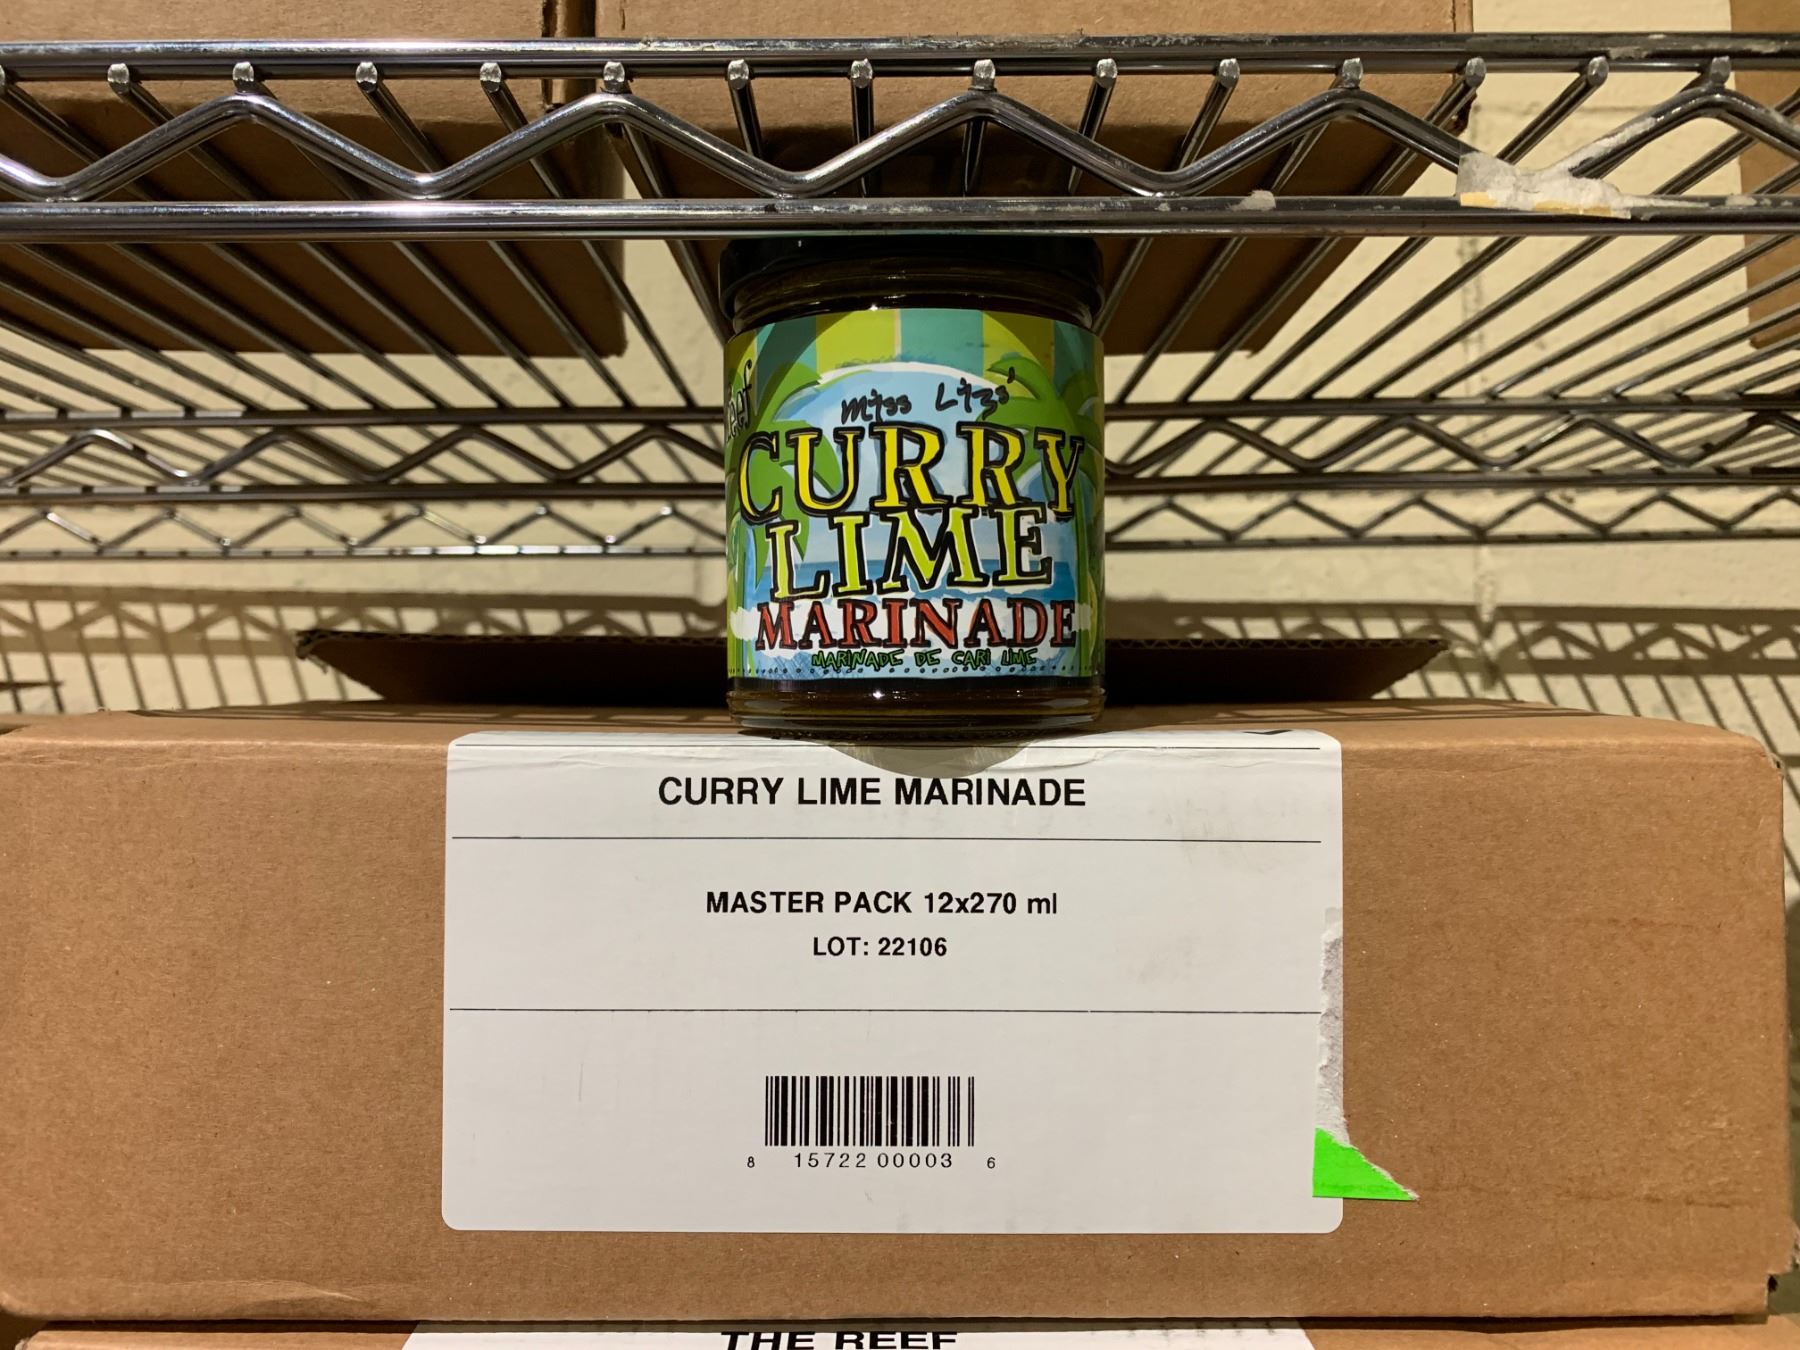 Miss Lizs'
CURRY
LIME
MARINADE
MARINADE DE CARI LIME
CURRY LIME MARINADE
MASTER PACK 12x270 ml
LOT: 22106
8 15722 00003 6
THE REEF